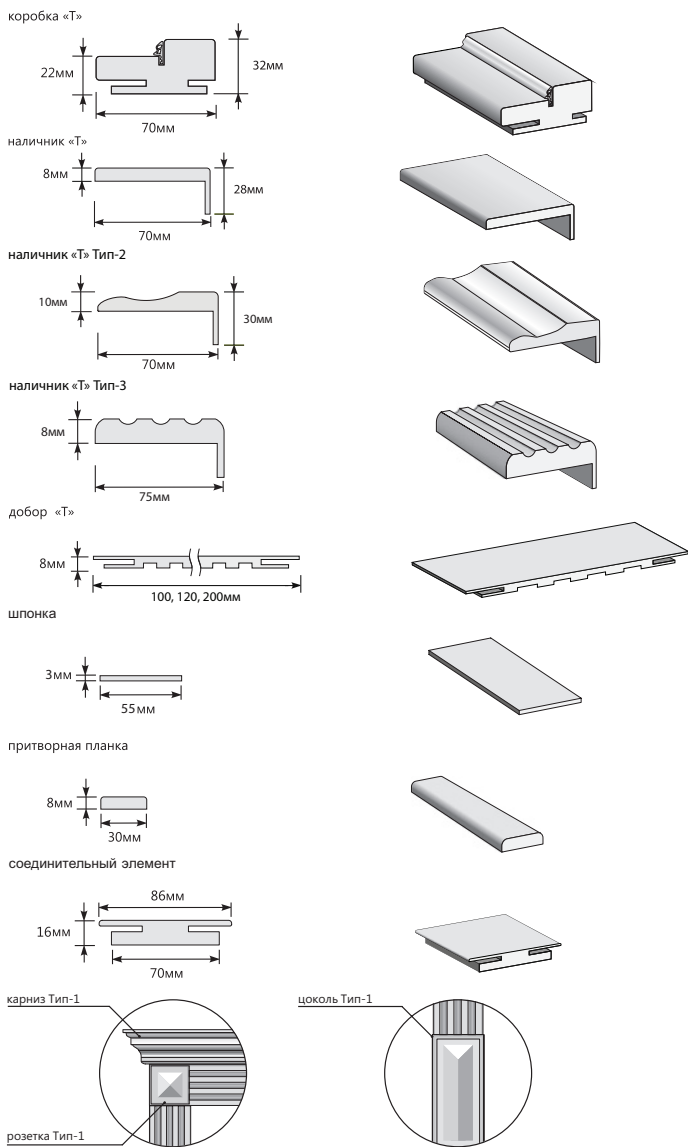 коробка «Т»
22мм
32мм
70мм
наличник «Т»
8мм
28мм
70мм
наличник «Т» Тип-2
10мм
30мм
70мм
наличник «Т» Тип-3
8мм
75мм
добор «Т»
8мм
100, 120, 200мм
шпонка
3мм
55мм
притворная планка
8мм
30мм
соединительный элемент
86мм
16мм
70мм
карниз Тип-1
цоколь Тип-1
розетка Тип-1